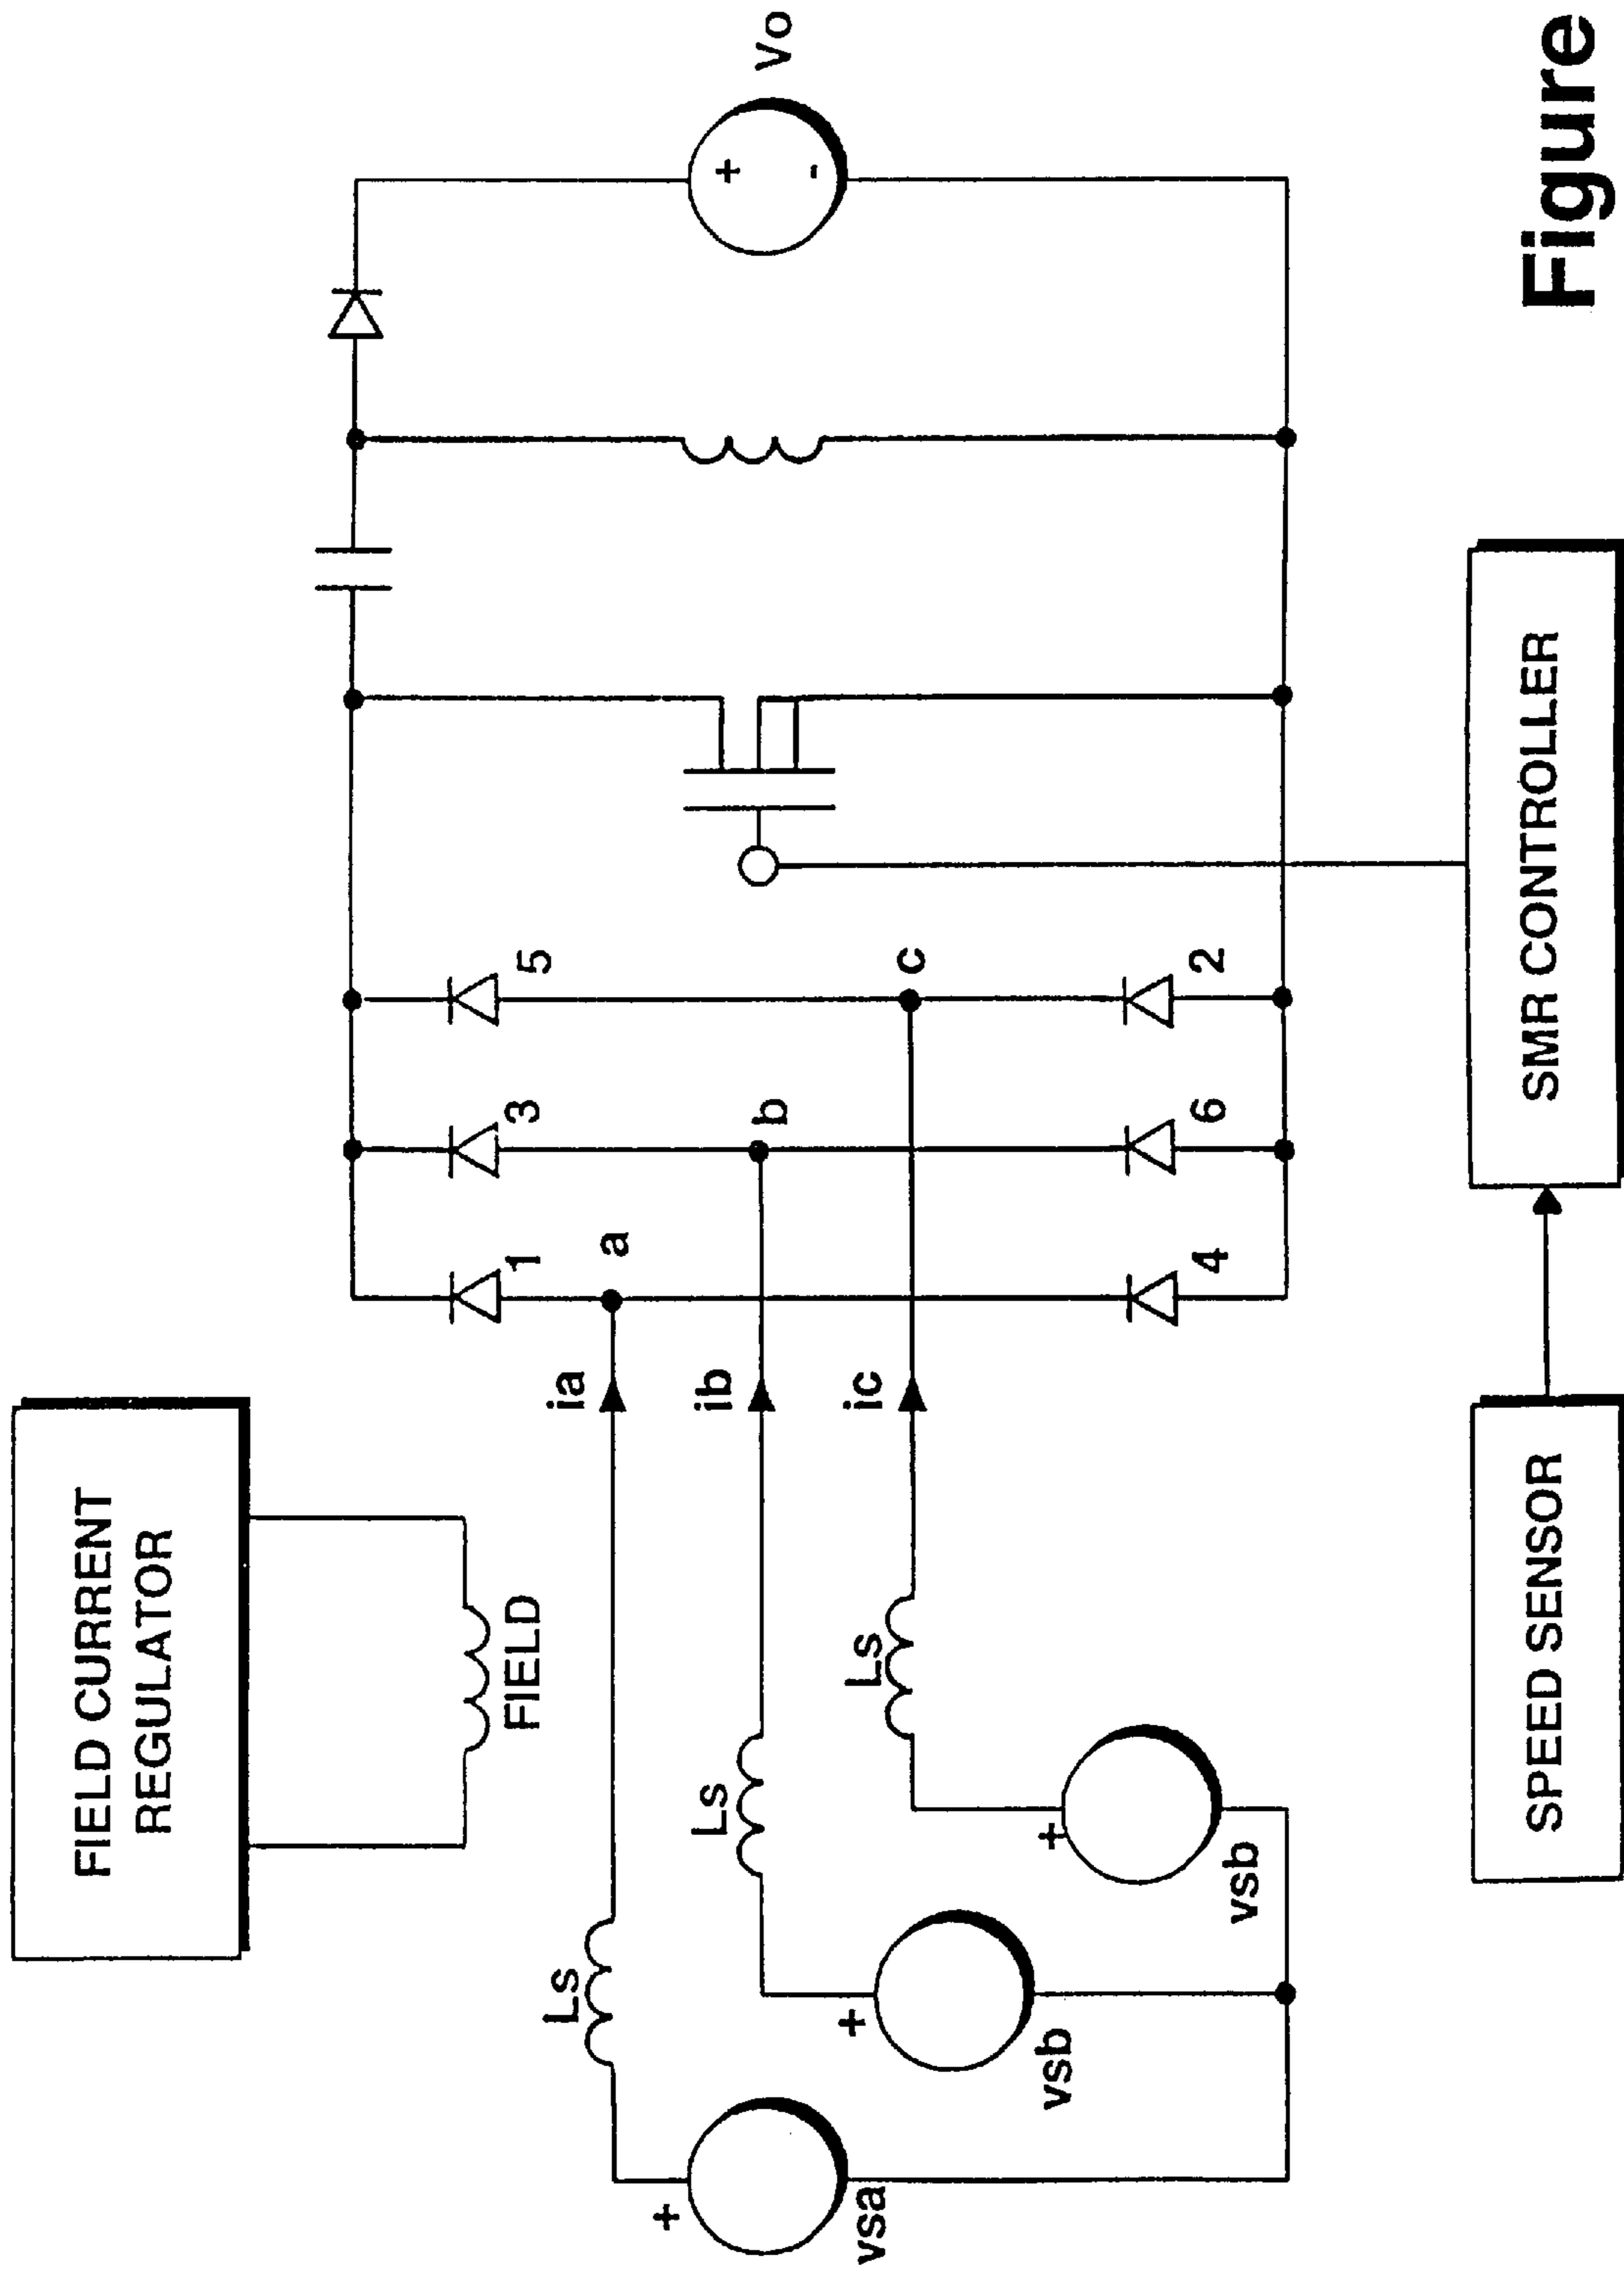 FIELD CURRENT
REGULATOR
FIELD
Ls
Ls
Ls
ia
ib
ic
+
vsa
+
vsb
+
vsb
1
3
5
a
b
c
4
6
2
+
-
Vo
SPEED SENSOR
SMR CONTROLLER
Figure